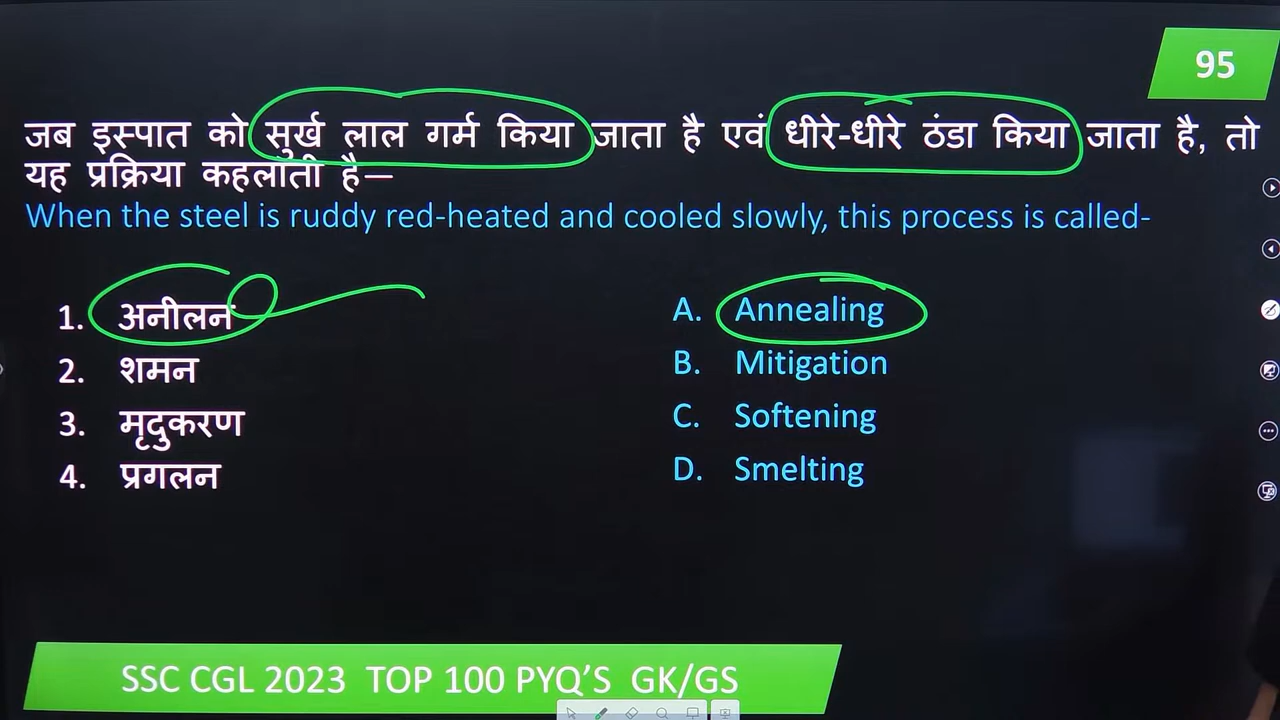 95
जब इस्पात को सुर्ख लाल गर्म किया जाता है एवं धीरे-धीरे ठंडा किया जाता है, तो
यह प्रक्रिया कहलाती है—
When the steel is ruddy red-heated and cooled slowly, this process is called-
1. अनीलन
2. शमन
3. मृदुकरण
4. प्रगलन
A. Annealing
B. Mitigation
C. Softening
D. Smelting
SSC CGL 2023 TOP 100 PYQ’S GK/GS